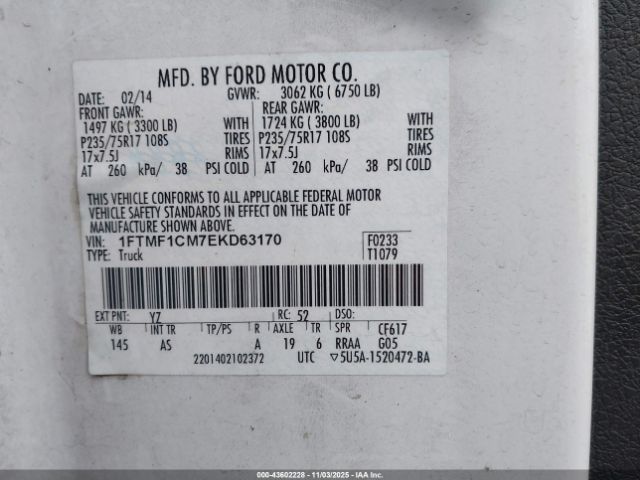 MFD. BY FORD MOTOR CO.
DATE: 02/14 GVWR: 3062 KG ( 6750 LB)
FRONT GAWR: REAR GAWR:
1497 KG ( 3300 LB) WITH 1724 KG ( 3800 LB) WITH
P235/75R17 108S TIRES P235/75R17 108S TIRES
17x7.5J RIMS 17x7.5J RIMS
AT 260 kPa/ 38 PSI COLD AT 260 kPa/ 38 PSI COLD
THIS VEHICLE CONFORMS TO ALL APPLICABLE FEDERAL MOTOR
VEHICLE SAFETY STANDARDS IN EFFECT ON THE DATE OF
MANUFACTURE SHOWN ABOVE.
VIN: 1FTMF1CM7EKD63170 F0233
TYPE: Truck T1079
EXT PNT: YZ RC: 52 DSO:
WB INT TR TP/PS R AXLE TR SPR CF617
145 AS A 19 6 RRAA G05
2201402102372 UTC ▽5U5A-1520472-BA
000-43602228 - 11/03/2025 - IAAI.com